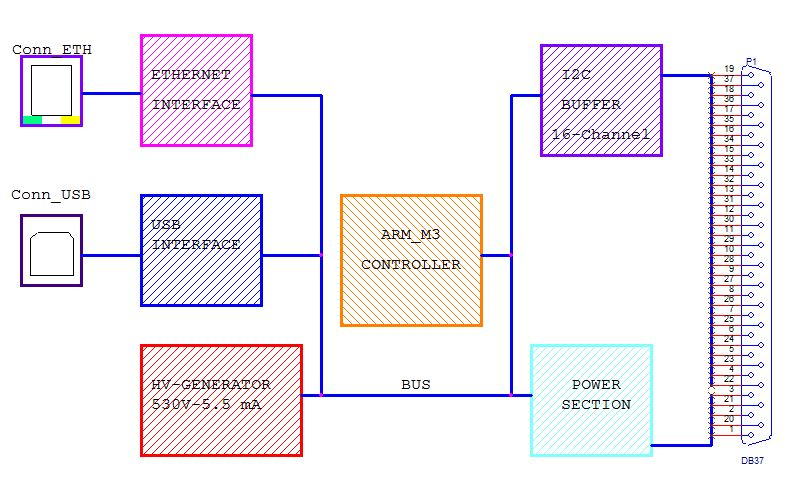 Conn_ETH
ETHERNET
INTERFACE
Conn_USB
USB
INTERFACE
HV-GENERATOR
530V-5.5 mA
ARM_M3
CONTROLLER
BUS
I2C
BUFFER
16-Channel
POWER
SECTION
P1
19
37
18
36
17
35
16
34
15
33
14
32
13
31
12
30
11
29
10
28
9
27
8
26
7
25
6
24
5
23
4
22
3
21
2
20
1
DB37